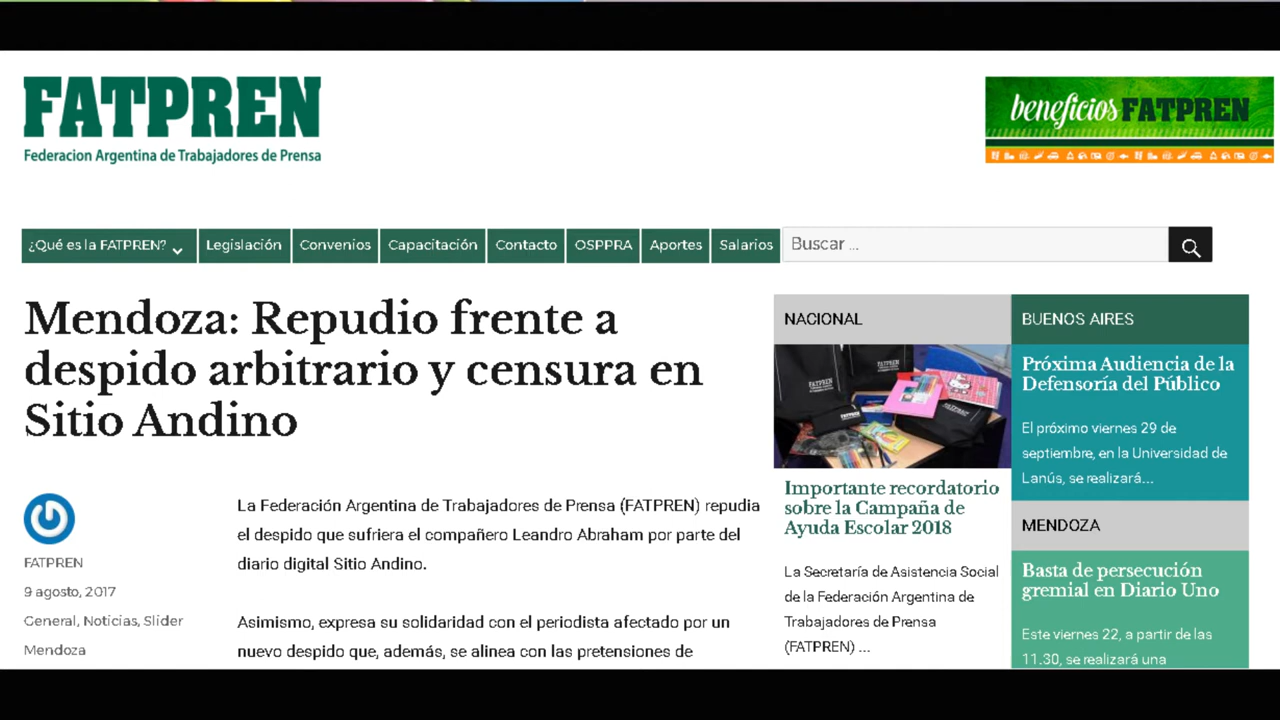 FATPREN
Federacion Argentina de Trabajadores de Prensa
beneficios FATPREN
¿Qué es la FATPREN?
Legislación
Convenios
Capacitación
Contacto
OSPPRA
Aportes
Salarios
Buscar ...
Mendoza: Repudio frente a
despido arbitrario y censura en
Sitio Andino
FATPREN
9 agosto, 2017
General, Noticias, Slider
Mendoza
La Federación Argentina de Trabajadores de Prensa (FATPREN) repudia
el despido que sufriera el compañero Leandro Abraham por parte del
diario digital Sitio Andino.
Asimismo, expresa su solidaridad con el periodista afectado por un
nuevo despido que, además, se alinea con las pretensiones de
NACIONAL
FATPREN
FATPREN
FATPREN
FATPREN
Importante recordatorio
sobre la Campaña de
Ayuda Escolar 2018
La Secretaría de Asistencia Social
de la Federación Argentina de
Trabajadores de Prensa
(FATPREN) ...
BUENOS AIRES
Próxima Audiencia de la
Defensoría del Público
El próximo viernes 29 de
septiembre, en la Universidad de
Lanús, se realizará...
MENDOZA
Basta de persecución
gremial en Diario Uno
Este viernes 22, a partir de las
11.30, se realizará una